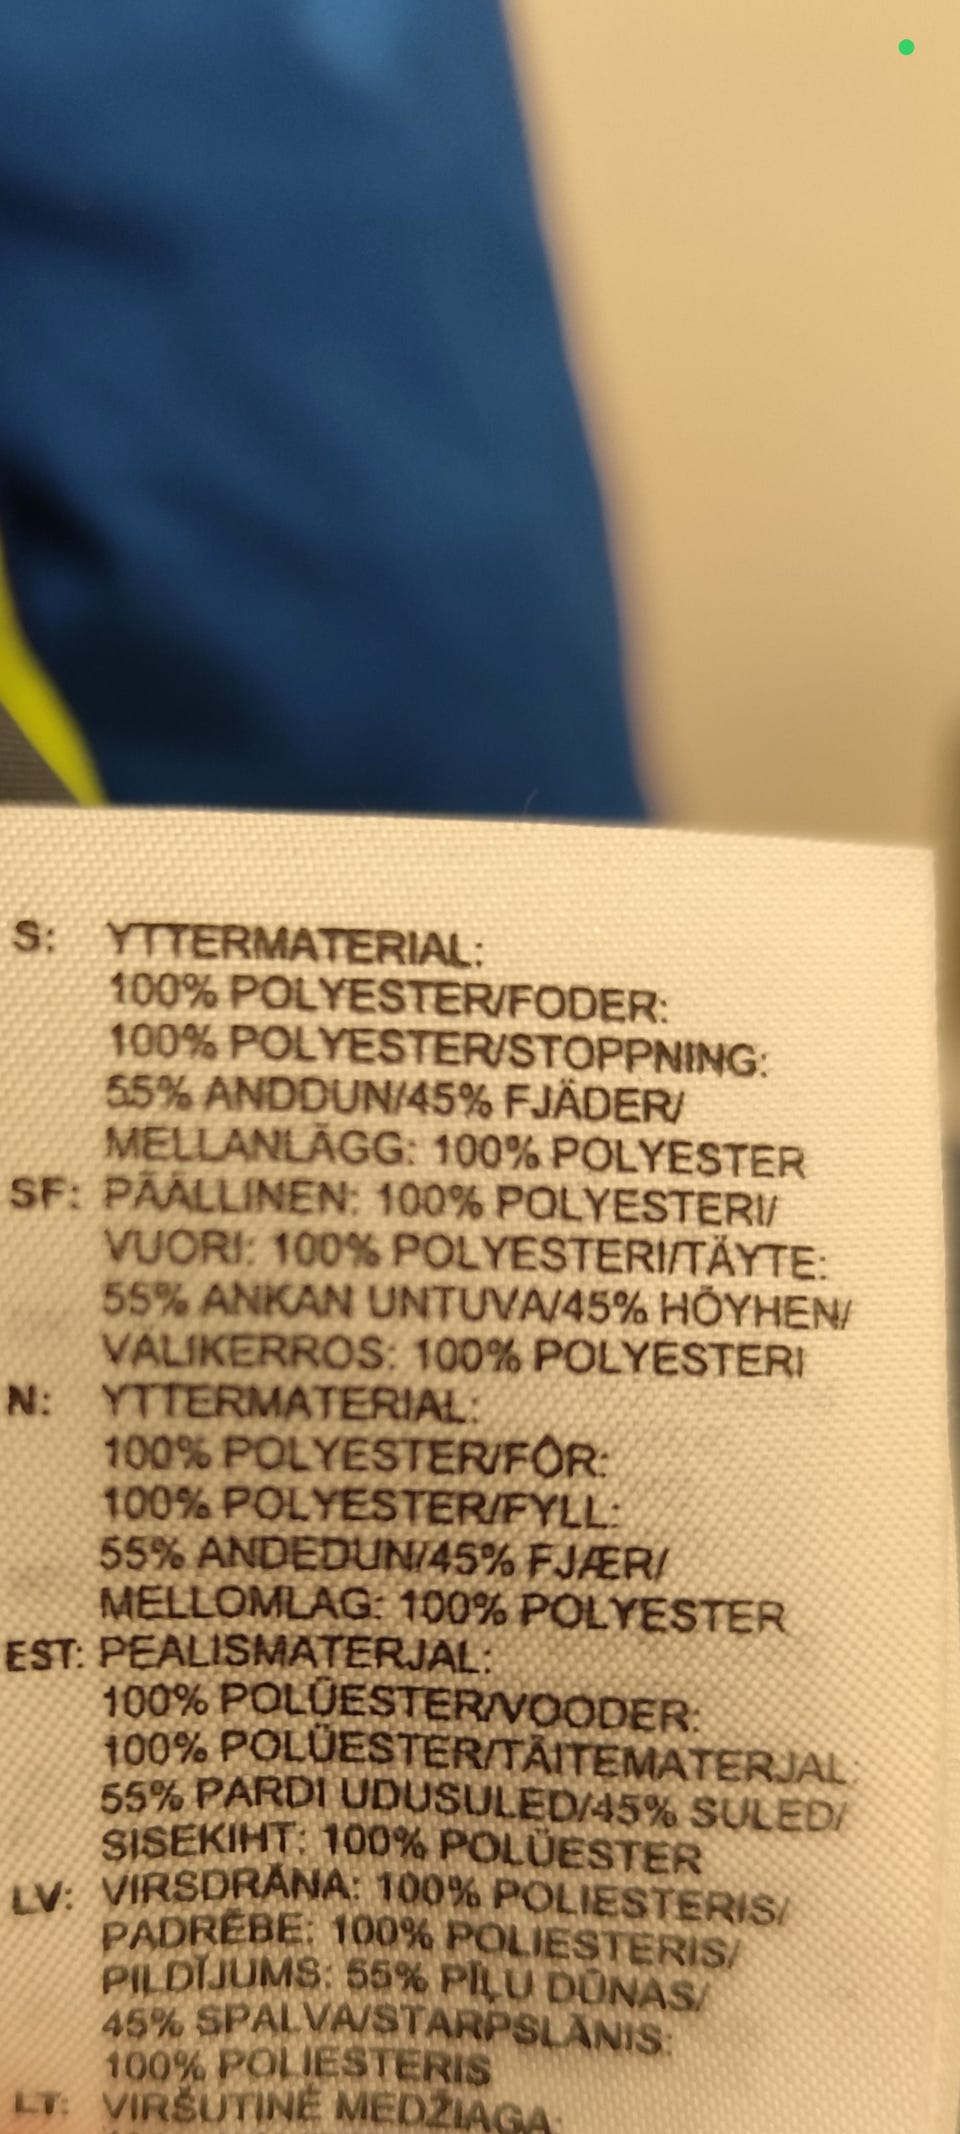 S: YTTERMATERIAL:
100% POLYESTER/FODER:
100% POLYESTER/STOPPNING:
55% ANDDUN/45% FJÄDER/
MELLANLÄGG: 100% POLYESTER
SF: PÄÄLLINEN: 100% POLYESTERI/
VUORI: 100% POLYESTERI/TÄYTE:
55% ANKAN UNTUVA/45% HÖYHEN/
VÄLIKERROS: 100% POLYESTERI
N: YTTERMATERIAL:
100% POLYESTER/FÔR:
100% POLYESTER/FYLL:
55% ANDEDUN/45% FJÆR/
MELLOMLAG: 100% POLYESTER
EST: PEALISMATERJAL:
100% POLÜESTER/VOODER:
100% POLÜESTER/TÄITEMATERJAL:
55% PARDI UDUSULED/45% SULED/
SISEKIHT: 100% POLÜESTER
LV: VIRSDRĀNA: 100% POLIESTERIS/
PADRĒBE: 100% POLIESTERIS/
PILDĪJUMS: 55% PĪĻU DŪNAS/
45% SPALVA/STARPSLĀNIS:
100% POLIESTERIS
LT: VIRŠUTINĖ MEDŽIAGA: